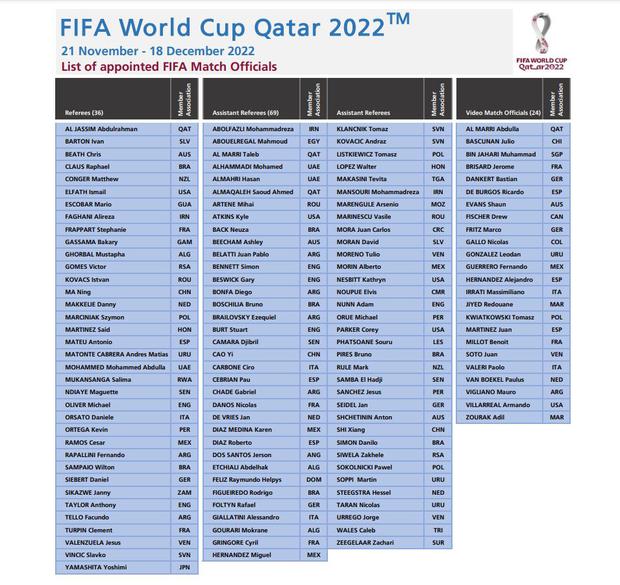 FIFA World Cup Qatar 2022™
21 November - 18 December 2022
List of appointed FIFA Match Officials
FIFA WORLD CUP
Qatar2022
Referees (36) Member Association
AL JASSIM Abdulrahman QAT
BARTON Ivan SLV
BEATH Chris AUS
CLAUS Raphael BRA
CONGER Matthew NZL
ELFATH Ismail USA
ESCOBAR Mario GUA
FAGHANI Alireza IRN
FRAPPART Stephanie FRA
GASSAMA Bakary GAM
GHORBAL Mustapha ALG
GOMES Victor RSA
KOVACS Istvan ROU
MA Ning CHN
MAKKELIE Danny NED
MARCINIAK Szymon POL
MARTINEZ Said HON
MATEU Antonio ESP
MATONTE CABRERA Andres Matias URU
MOHAMMED Mohammed Abdulla UAE
MUKANSANGA Salima RWA
NDIAYE Maguette SEN
OLIVER Michael ENG
ORSATO Daniele ITA
ORTEGA Kevin PER
RAMOS Cesar MEX
RAPALLINI Fernando ARG
SAMPAIO Wilton BRA
SIEBERT Daniel GER
SIKAZWE Janny ZAM
TAYLOR Anthony ENG
TELLO Facundo ARG
TURPIN Clement FRA
VALENZUELA Jesus VEN
VINCIC Slavko SVN
YAMASHITA Yoshimi JPN
Assistant Referees (69) Member Association
ABOLFAZLI Mohammadreza IRN
ABOUELREGAL Mahmoud EGY
AL MARRI Taleb QAT
ALHAMMADI Mohamed UAE
ALMAHRI Hasan UAE
ALMAQALEH Saoud Ahmed QAT
ARTENE Mihai ROU
ATKINS Kyle USA
BACK Neuza BRA
BEECHAM Ashley AUS
BELATTI Juan Pablo ARG
BENNETT Simon ENG
BESWICK Gary ENG
BONFA Diego ARG
BOSCHILIA Bruno BRA
BRAILOVSKY Ezequiel ARG
BURT Stuart ENG
CAMARA Djibril SEN
CAO Yi CHN
CARBONE Ciro ITA
CEBRIAN Pau ESP
CHADE Gabriel ARG
DANOS Nicolas FRA
DE VRIES Jan NED
DIAZ MEDINA Karen MEX
DIAZ Roberto ESP
DOS SANTOS Jerson ANG
ETCHIALI Abdelhak ALG
FELIZ Raymundo Helpys DOM
FIGUEIREDO Rodrigo BRA
FOLTYN Rafael GER
GIALLATINI Alessandro ITA
GOURARI Mokrane ALG
GRINGORE Cyril FRA
HERNANDEZ Miguel MEX
Assistant Referees Member Association
KLANCNIK Tomaz SVN
KOVACIC Andraz SVN
LISTKIEWICZ Tomasz POL
LOPEZ Walter HON
MAKASINI Tevita TGA
MANSOURI Mohammadreza IRN
MARENGULE Arsenio MOZ
MARINESCU Vasile ROU
MORA Juan Carlos CRC
MORAN David SLV
MORENO Tulio VEN
MORIN Alberto MEX
NESBITT Kathryn USA
NOUPUE Elvis CMR
NUNN Adam ENG
ORUE Michael PER
PARKER Corey USA
PHATSOANE Souru LES
PIRES Bruno BRA
RULE Mark NZL
SAMBA El Hadji SEN
SANCHEZ Jesus PER
SEIDEL Jan GER
SHCHETININ Anton AUS
SHI Xiang CHN
SIMON Danilo BRA
SIWELA Zakhele RSA
SOKOLNICKI Pawel POL
SOPPI Martin URU
STEEGSTRA Hessel NED
TARAN Nicolas URU
URREGO Jorge VEN
WALES Caleb TRI
ZEEGELAAR Zachari SUR
Video Match Officials (24) Member Association
AL MARRI Abdulla QAT
BASCUNAN Julio CHI
BIN JAHARI Muhammad SGP
BRISARD Jerome FRA
DANKERT Bastian GER
DE BURGOS Ricardo ESP
EVANS Shaun AUS
FISCHER Drew CAN
FRITZ Marco GER
GALLO Nicolas COL
GONZALEZ Leodan URU
GUERRERO Fernando MEX
HERNANDEZ Alejandro ESP
IRRATI Massimiliano ITA
JIYED Redouane MAR
KWIATKOWSKI Tomasz POL
MARTINEZ Juan ESP
MILLOT Benoit FRA
SOTO Juan VEN
VALERI Paolo ITA
VAN BOEKEL Paulus NED
VIGLIANO Mauro ARG
VILLARREAL Armando USA
ZOURAK Adil MAR